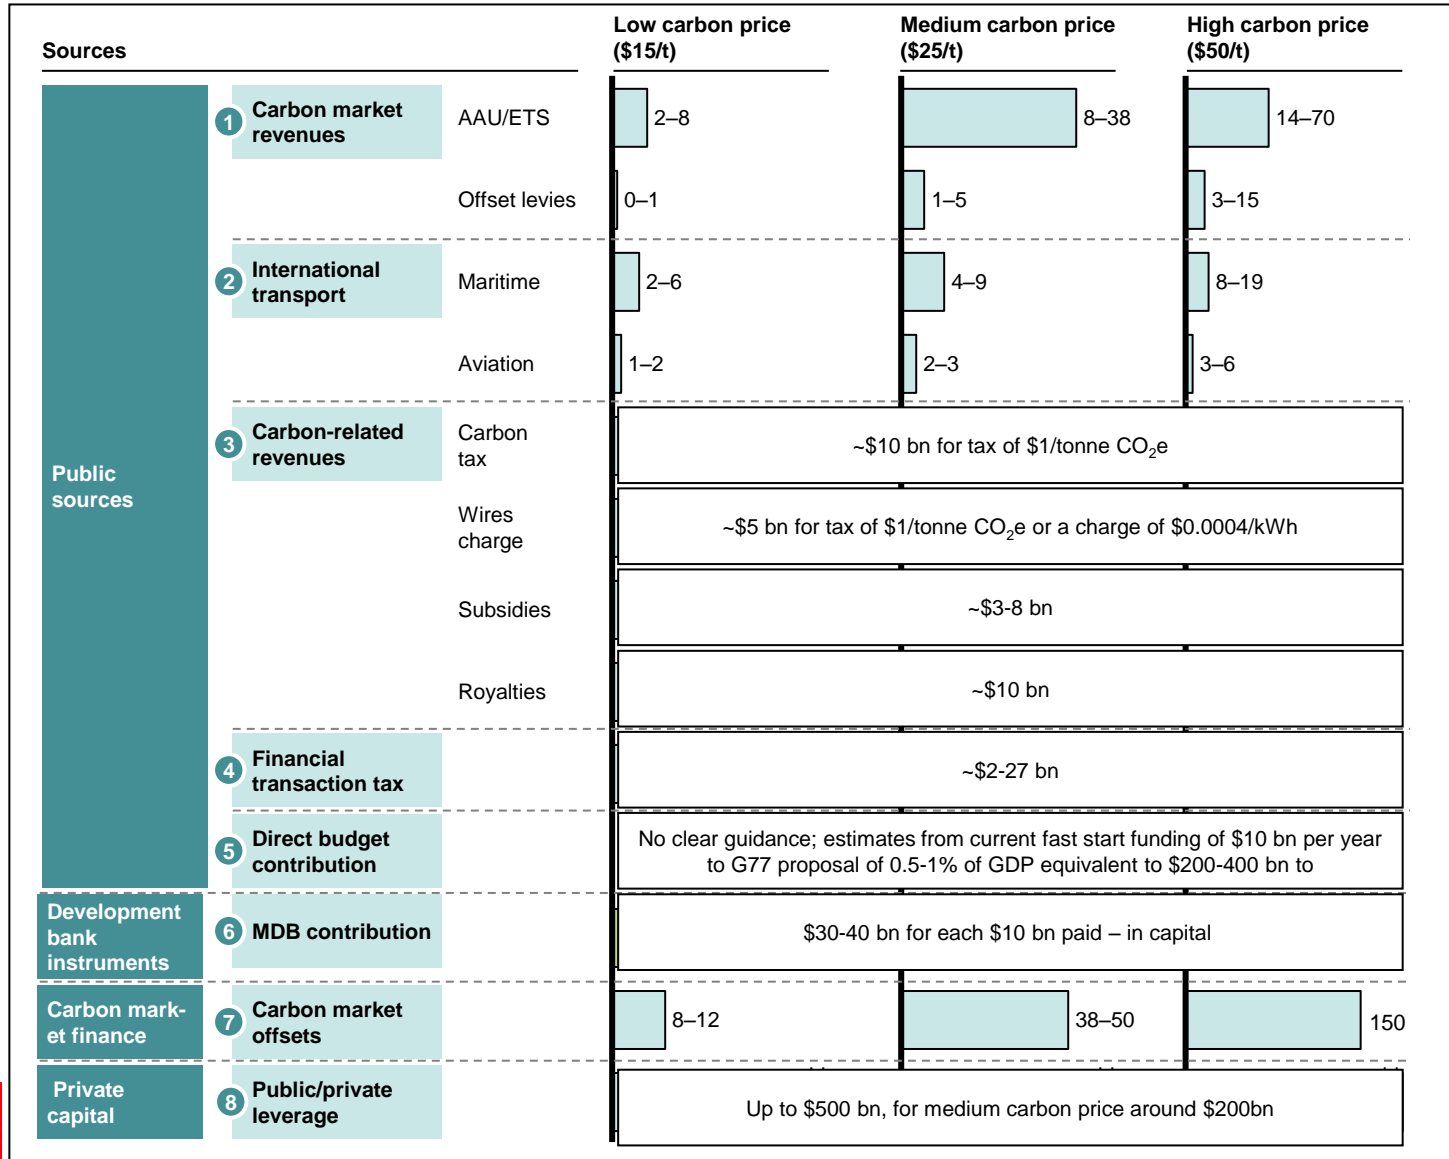 Sources
Low carbon price
($15/t)
Medium carbon price
($25/t)
High carbon price
($50/t)
Public
sources
1
Carbon market
revenues
AAU/ETS
2–8
8–38
14–70
Offset levies
0–1
1–5
3–15
2
International
transport
Maritime
2–6
4–9
8–19
Aviation
1–2
2–3
3–6
3
Carbon-related
revenues
Carbon
tax
~$10 bn for tax of $1/tonne CO₂e
Wires
charge
~$5 bn for tax of $1/tonne CO₂e or a charge of $0.0004/kWh
Subsidies
~$3-8 bn
Royalties
~$10 bn
4
Financial
transaction tax
~$2-27 bn
5
Direct budget
contribution
No clear guidance; estimates from current fast start funding of $10 bn per year
to G77 proposal of 0.5-1% of GDP equivalent to $200-400 bn to
Development
bank
instruments
6
MDB contribution
$30-40 bn for each $10 bn paid – in capital
Carbon mark-
et finance
7
Carbon market
offsets
8–12
38–50
150
Private
capital
8
Public/private
leverage
Up to $500 bn, for medium carbon price around $200bn